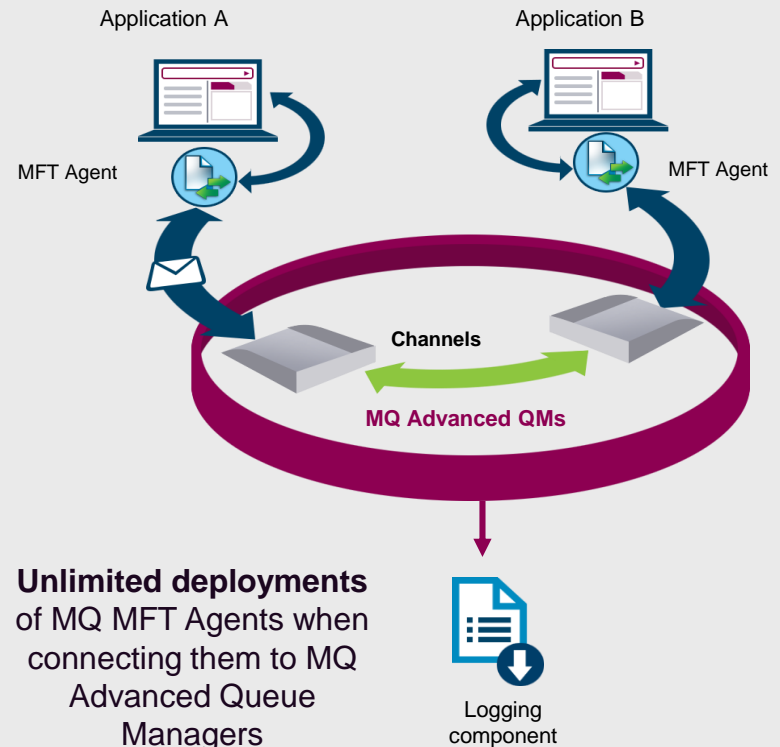 Application A
Application B
MFT Agent
MFT Agent
Channels
MQ Advanced QMs
Unlimited deployments
of MQ MFT Agents when
connecting them to MQ
Advanced Queue
Managers
Logging
component